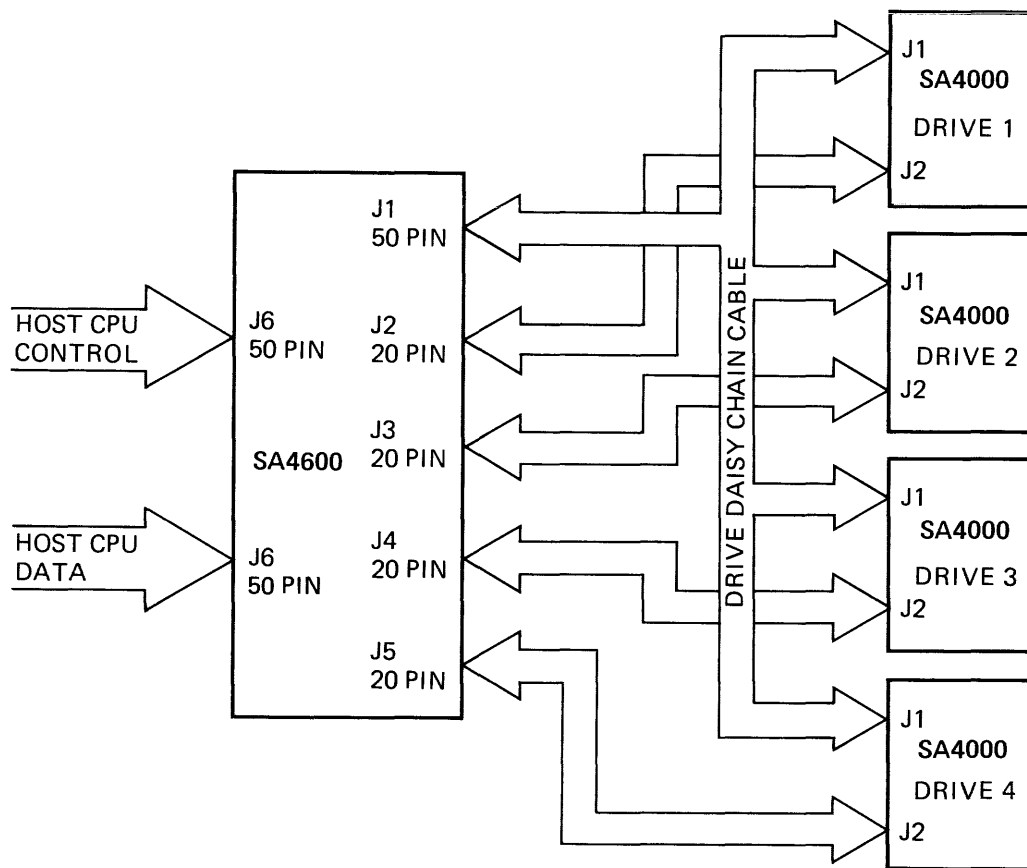 HOST CPU
CONTROL
HOST CPU
DATA
J6
50 PIN
SA4600
J6
50 PIN
J1
50 PIN
J2
20 PIN
J3
20 PIN
J4
20 PIN
J5
20 PIN
DRIVE DAISY CHAIN CABLE
J1
SA4000
DRIVE 1
J2
J1
SA4000
DRIVE 2
J2
J1
SA4000
DRIVE 3
J2
J1
SA4000
DRIVE 4
J2